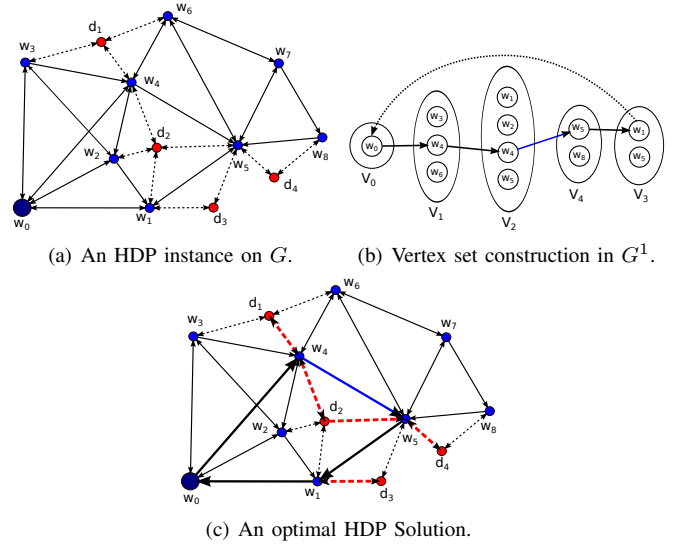 w6
d1
w3
w7
w4
w2
d2
w5
w8
d4
w1
d3
w0
w0
V0
w3
w4
w6
V1
w1
w2
w4
w5
V2
w5
w8
V4
w1
w5
V3
(a) An HDP instance on G.
(b) Vertex set construction in G¹.
w6
d1
w3
w7
w4
d2
w2
w5
w8
d4
w1
d3
w0
(c) An optimal HDP Solution.